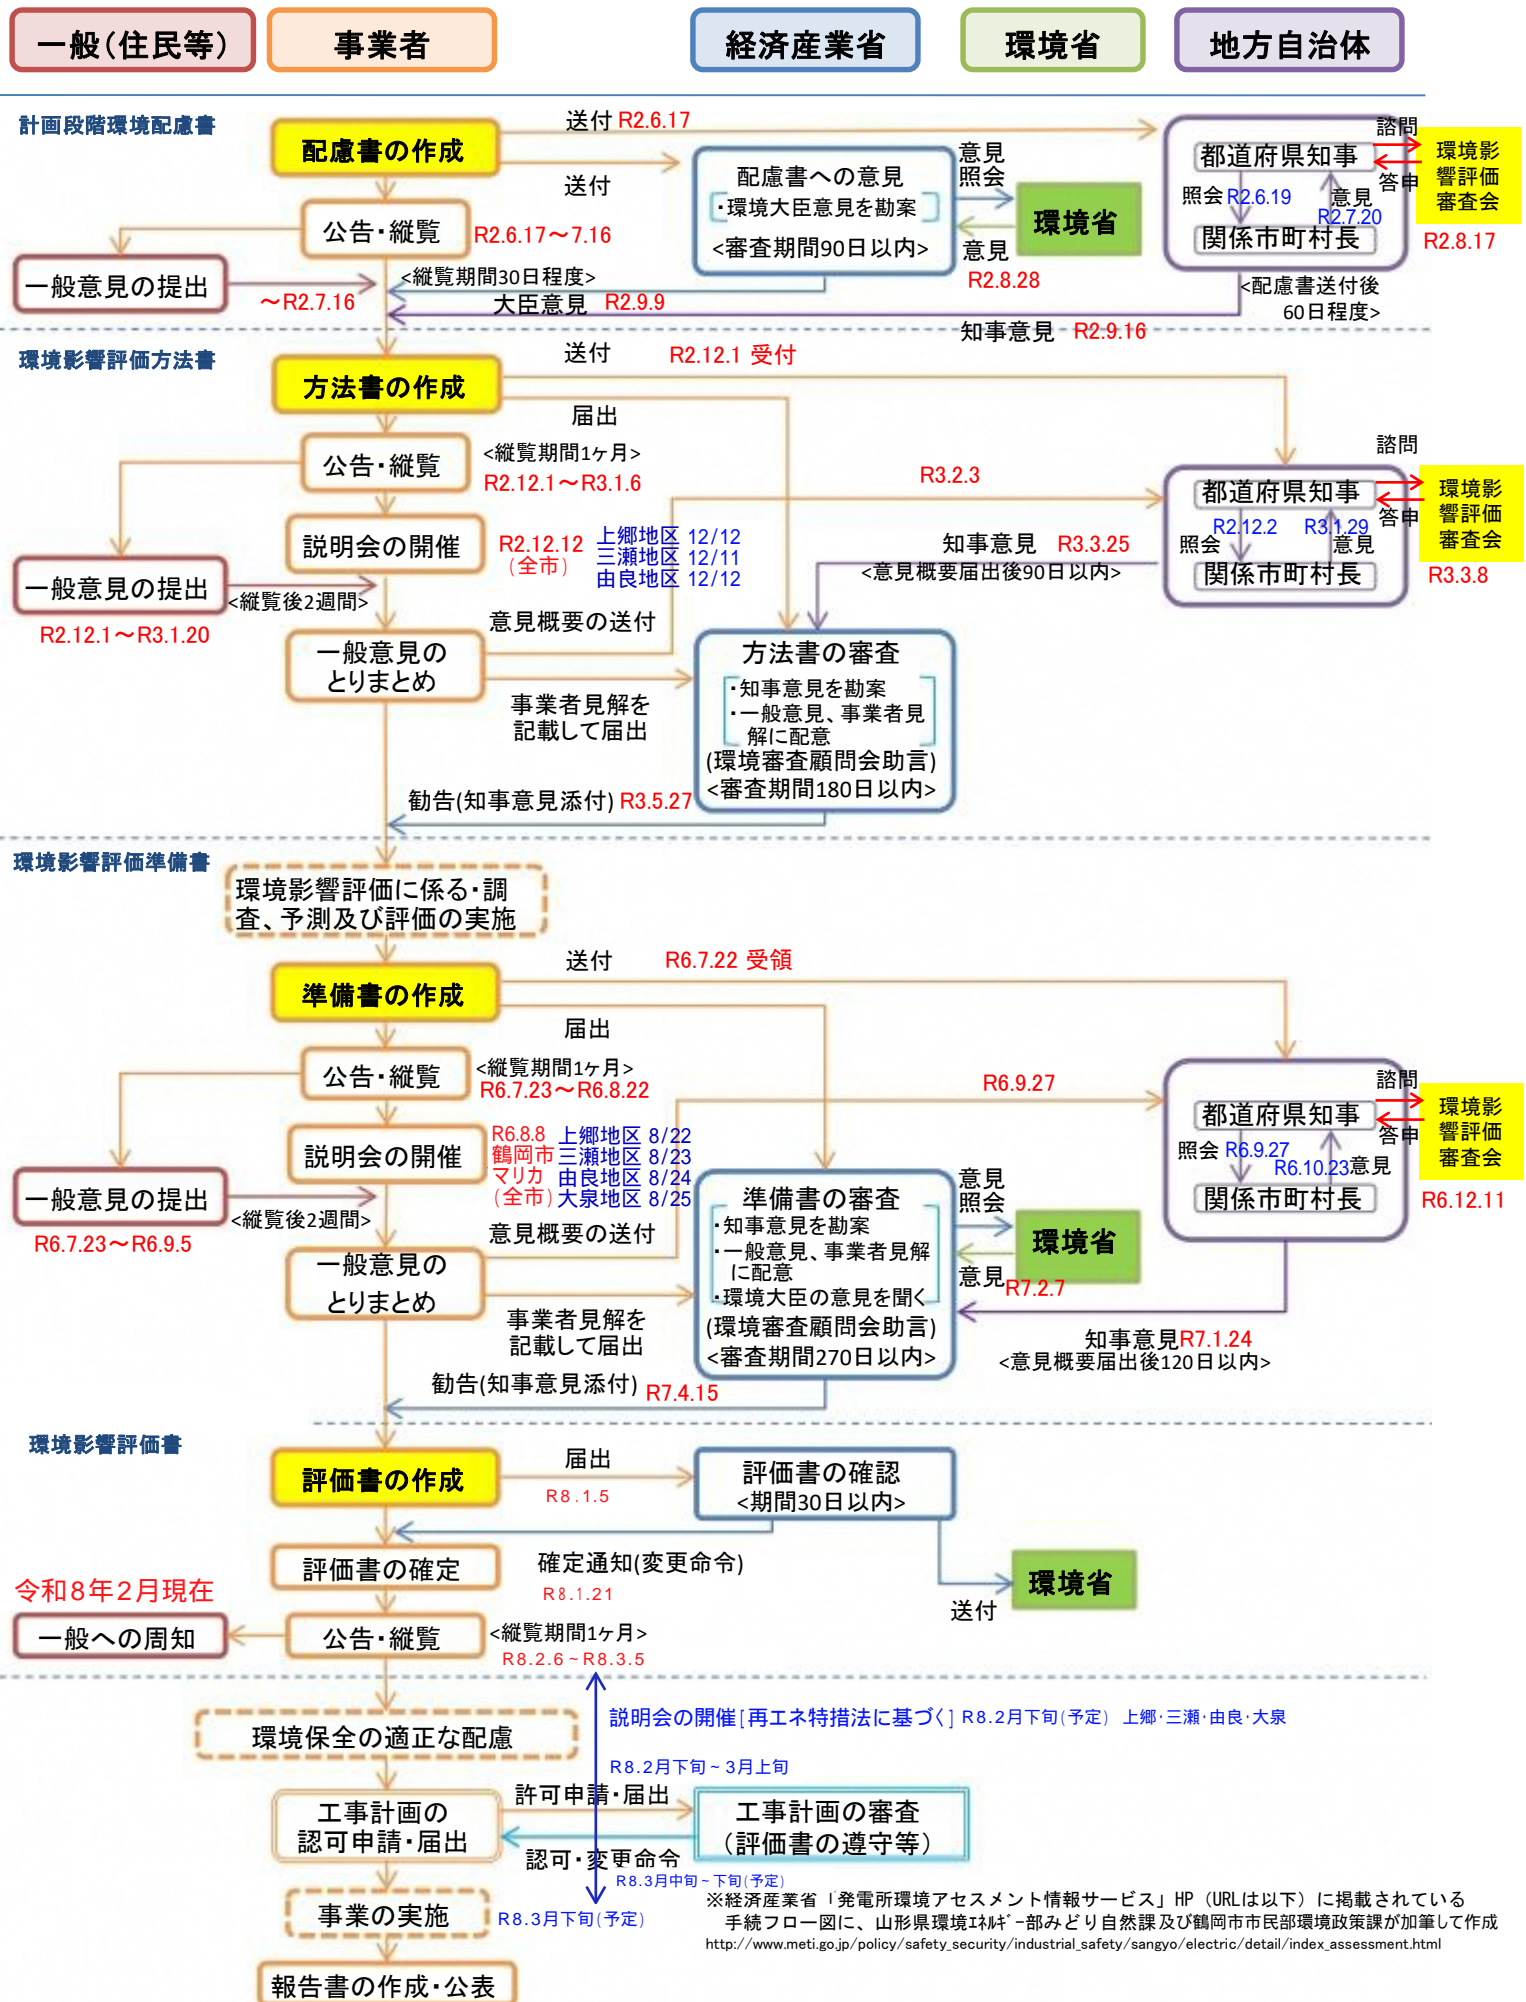 一般(住民等)
事業者
経済産業省
環境省
地方自治体
計画段階環境配慮書
配慮書の作成
送付 R2.6.17
送付
公告・縦覧
R2.6.17～7.16
一般意見の提出
～R2.7.16
<縦覧期間30日程度>
配慮書への意見
・環境大臣意見を勘案
<審査期間90日以内>
意見
照会
環境省
意見
R2.8.28
大臣意見 R2.9.9
都道府県知事
照会 R2.6.19
意見
R2.7.20
関係市町村長
諮問
答申
環境影
響評価
審査会
R2.8.17
<配慮書送付後
60日程度>
知事意見 R2.9.16
環境影響評価方法書
方法書の作成
送付 R2.12.1 受付
届出
公告・縦覧
<縦覧期間1ヶ月>
R2.12.1～R3.1.6
説明会の開催
R2.12.12
(全市)
上郷地区 12/12
三瀬地区 12/11
由良地区 12/12
一般意見の提出
<縦覧後2週間>
R2.12.1～R3.1.20
一般意見の
とりまとめ
意見概要の送付
R3.2.3
事業者見解を
記載して届出
知事意見 R3.3.25
<意見概要届出後90日以内>
都道府県知事
R2.12.2 R3.1.29
照会 意見
関係市町村長
諮問
答申
環境影
響評価
審査会
R3.3.8
方法書の審査
・知事意見を勘案
・一般意見、事業者見
解に配意
(環境審査顧問会助言)
<審査期間180日以内>
勧告(知事意見添付) R3.5.27
環境影響評価準備書
環境影響評価に係る・調
査、予測及び評価の実施
準備書の作成
送付 R6.7.22 受領
届出
公告・縦覧
<縦覧期間1ヶ月>
R6.7.23～R6.8.22
説明会の開催
R6.8.8
鶴岡市
マリカ
(全市)
上郷地区 8/22
三瀬地区 8/23
由良地区 8/24
大泉地区 8/25
一般意見の提出
<縦覧後2週間>
R6.7.23～R6.9.5
一般意見の
とりまとめ
意見概要の送付
R6.9.27
事業者見解を
記載して届出
準備書の審査
・知事意見を勘案
・一般意見、事業者見解
に配意
・環境大臣の意見を聞く
(環境審査顧問会助言)
<審査期間270日以内>
意見
照会
環境省
意見 R7.2.7
都道府県知事
照会 R6.9.27
R6.10.23 意見
関係市町村長
諮問
答申
環境影
響評価
審査会
R6.12.11
知事意見R7.1.24
<意見概要届出後120日以内>
勧告(知事意見添付) R7.4.15
環境影響評価書
評価書の作成
届出
R8.1.5
評価書の確認
<期間30日以内>
評価書の確定
確定通知(変更命令)
R8.1.21
環境省
送付
令和8年2月現在
一般への周知
公告・縦覧
<縦覧期間1ヶ月>
R8.2.6～R8.3.5
説明会の開催[再エネ特措法に基づく] R8.2月下旬(予定) 上郷・三瀬・由良・大泉
環境保全の適正な配慮
R8.2月下旬～3月上旬
工事計画の
認可申請・届出
許可申請・届出
工事計画の審査
(評価書の遵守等)
認可・変更命令
R8.3月中旬～下旬(予定)
事業の実施
R8.3月下旬(予定)
報告書の作成・公表
※経済産業省「発電所環境アセスメント情報サービス」HP（URLは以下）に掲載されている
手続フロー図に、山形県環境ｴﾈﾙｷﾞｰ部みどり自然課及び鶴岡市市民部環境政策課が加筆して作成
http://www.meti.go.jp/policy/safety_security/industrial_safety/sangyo/electric/detail/index_assessment.html